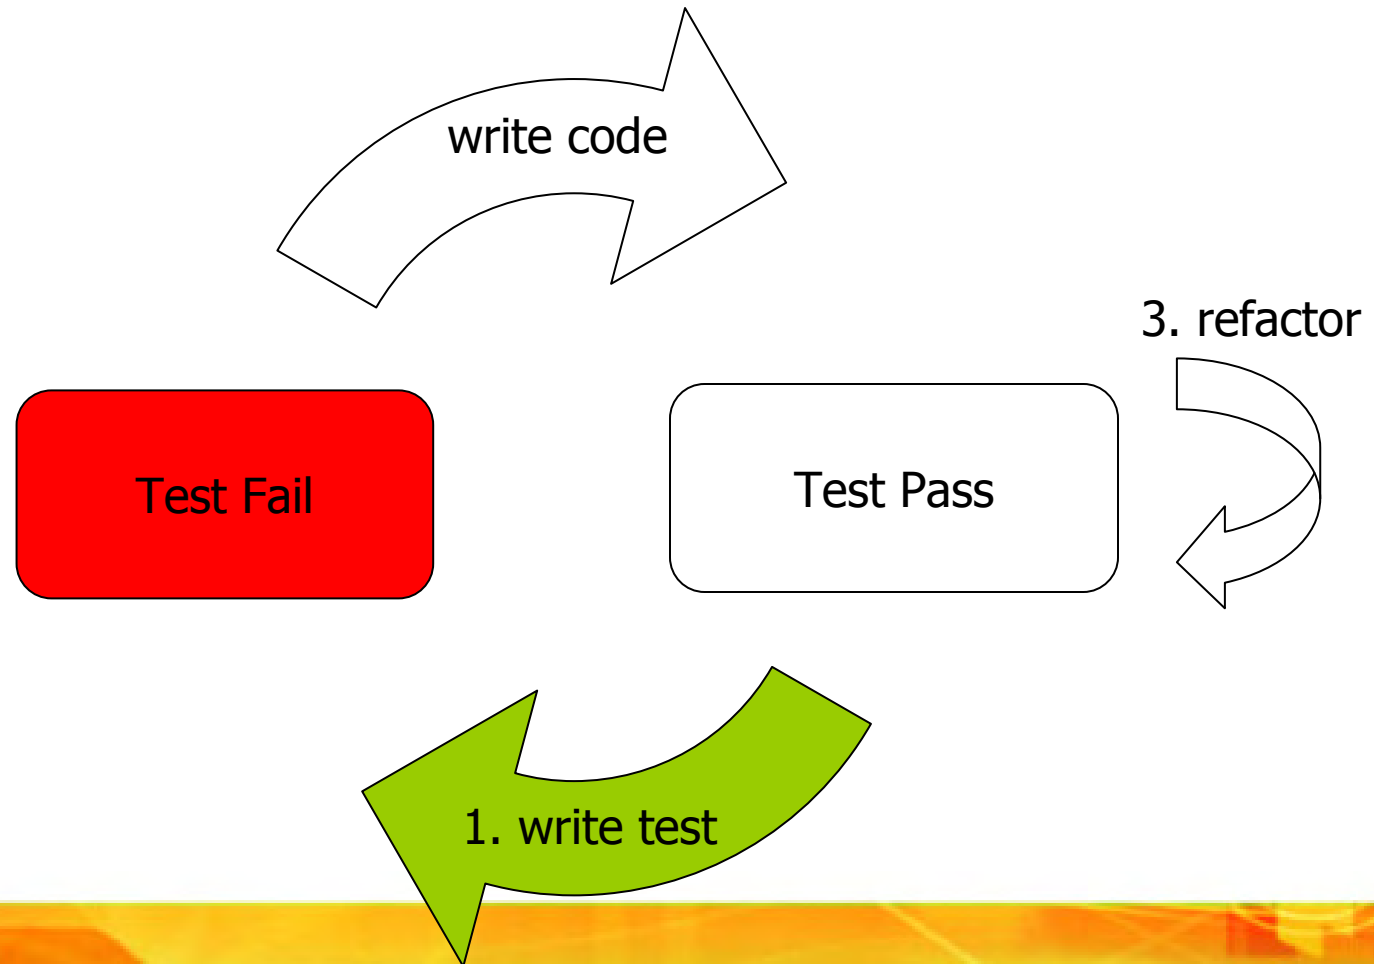 write code
3. refactor
Test Fail
Test Pass
1. write test